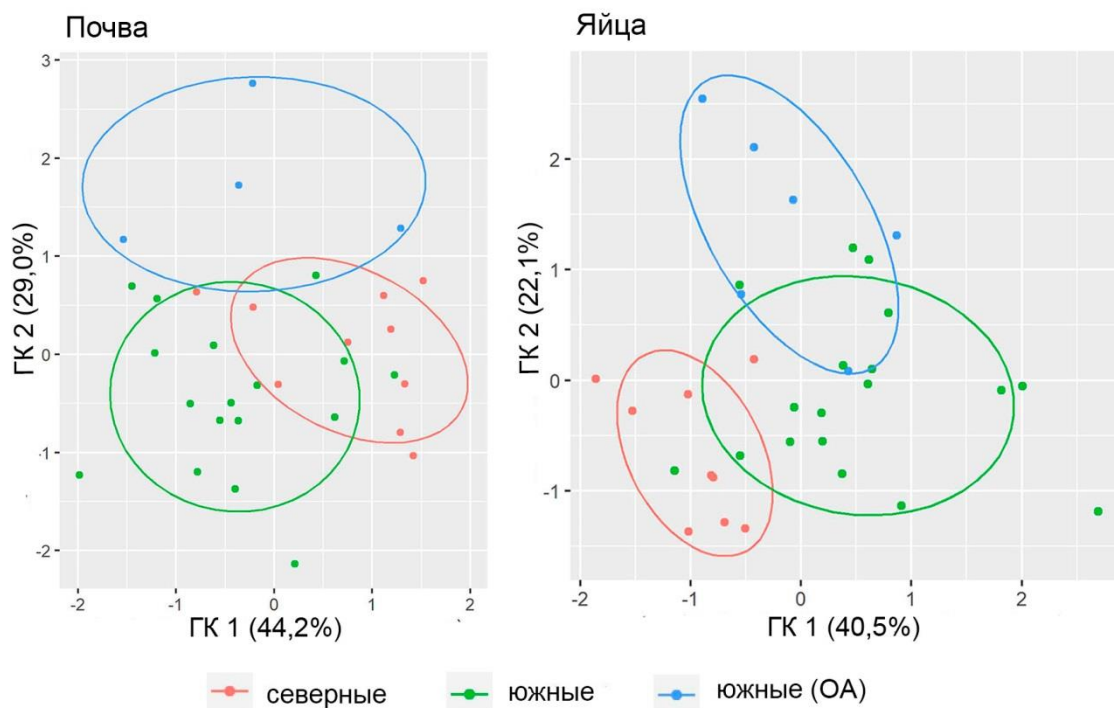 Почва
3
2
1
0
-1
-2
ГК 2 (29,0%)
-2
-1
0
1
2
ГК 1 (44,2%)
Яйца
2
1
0
-1
ГК 2 (22,1%)
-2
-1
0
1
2
ГК 1 (40,5%)
северные
южные
южные (ОА)